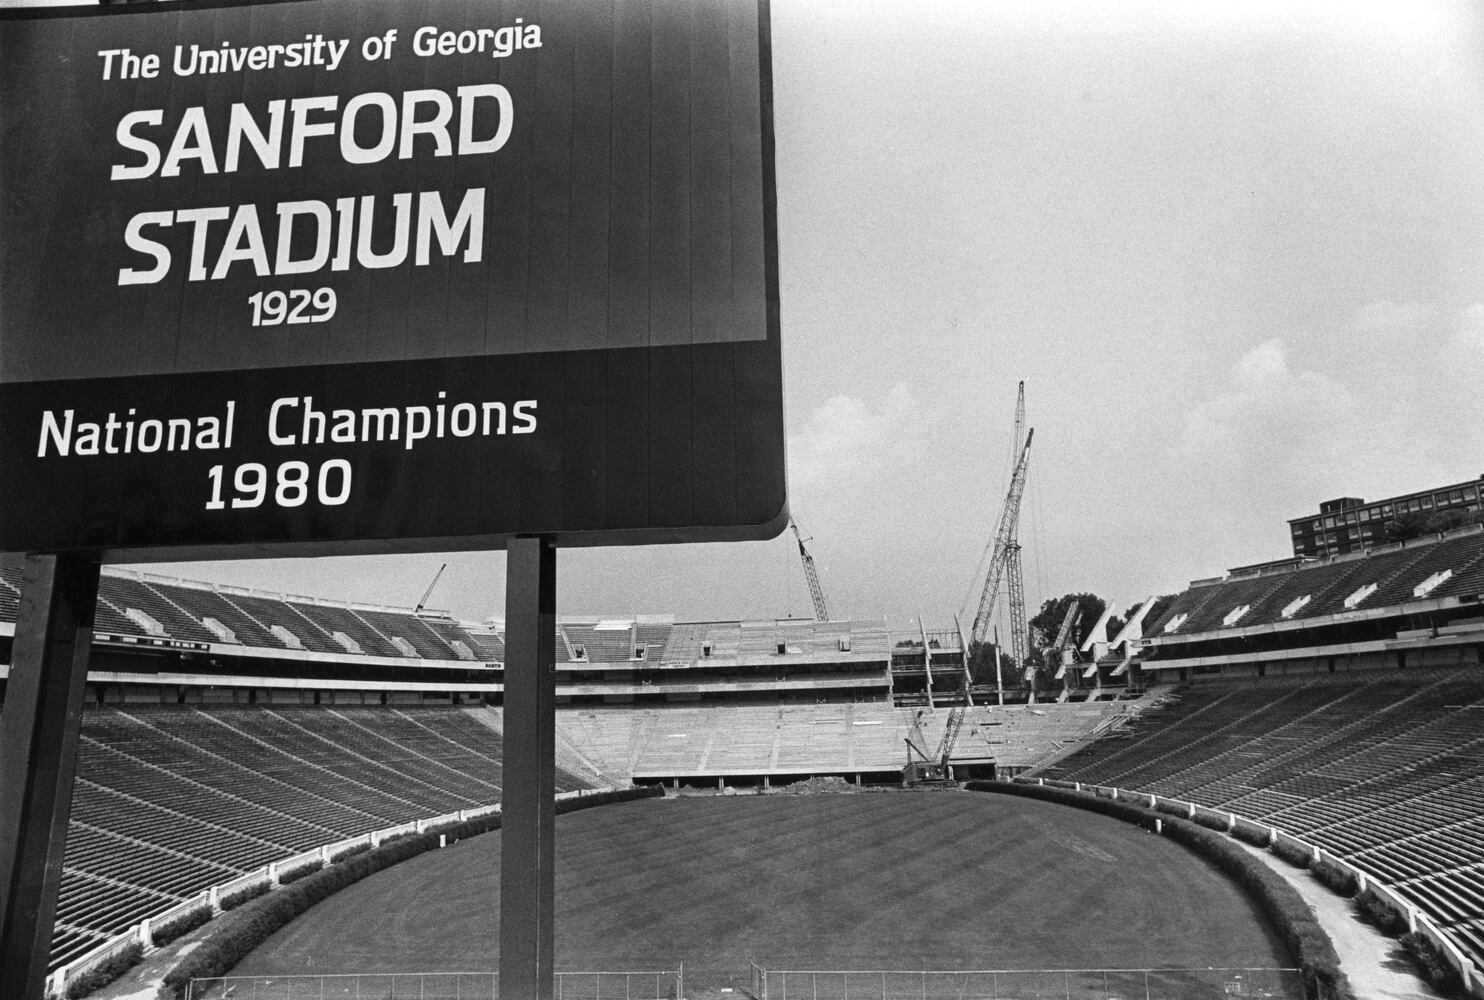 The University of Georgia
SANFORD
STADIUM
1929
National Champions
1980